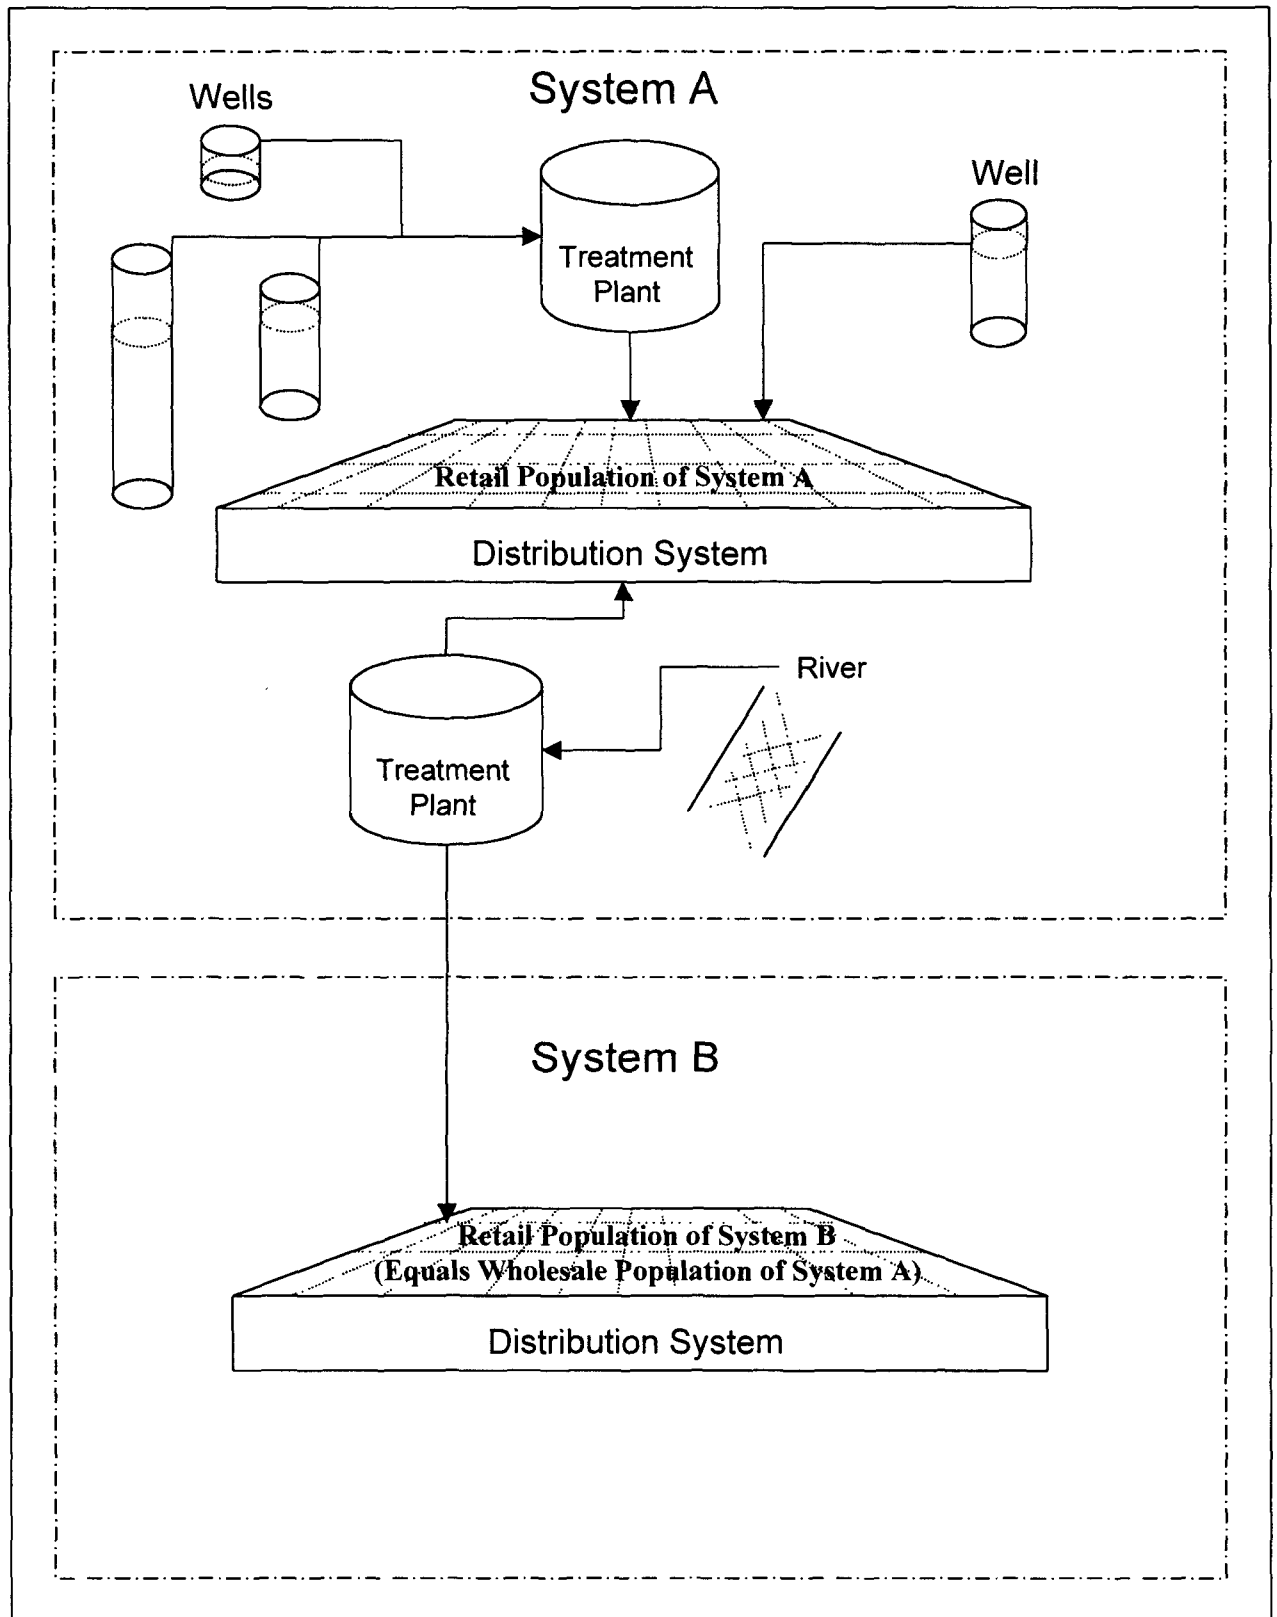 System A
Wells
Well
Treatment
Plant
Retail Population of System A
Distribution System
River
Treatment
Plant
System B
Retail Population of System B
(Equals Wholesale Population of System A)
Distribution System